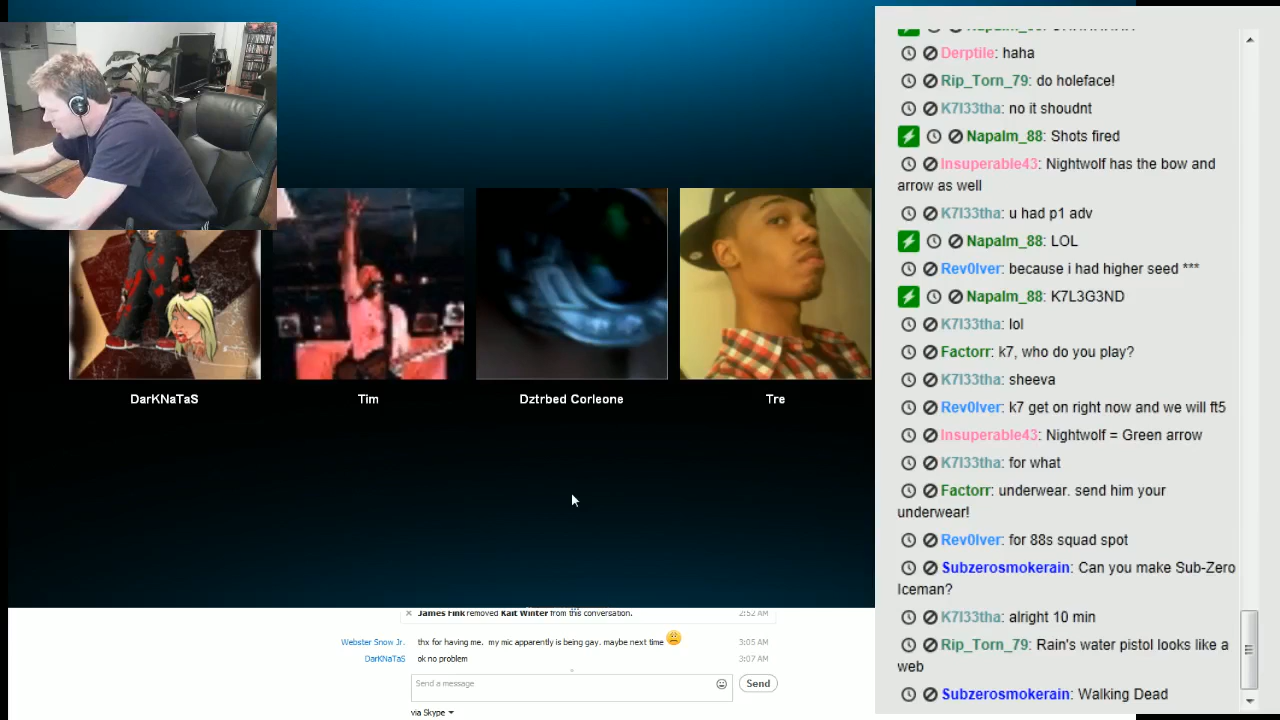 Derptile: haha
Rip_Torn_79: do holeface!
K7l33tha: no it shoudnt
Napalm_88: Shots fired
Insuperable43: Nightwolf has the bow and
arrow as well
K7l33tha: u had p1 adv
Napalm_88: LOL
Rev0lver: because i had higher seed ***
Napalm_88: K7L3G3ND
K7l33tha: lol
Factorr: k7, who do you play?
K7l33tha: sheeva
Rev0lver: k7 get on right now and we will ft5
Insuperable43: Nightwolf = Green arrow
K7l33tha: for what
Factorr: underwear. send him your
underwear!
Rev0lver: for 88s squad spot
Subzerosmokerain: Can you make Sub-Zero
Iceman?
K7l33tha: alright 10 min
Rip_Torn_79: Rain's water pistol looks like a
web
Subzerosmokerain: Walking Dead
DarKNaTaS Tim Dztrbed Corleone Tre
James Fink removed Kait Winter from this conversation. 2:52 AM
Webster Snow Jr. thx for having me, my mic apparently is being gay. maybe next time 3:05 AM
DarKNaTaS ok no problem 3:07 AM
Send a message Send
via Skype